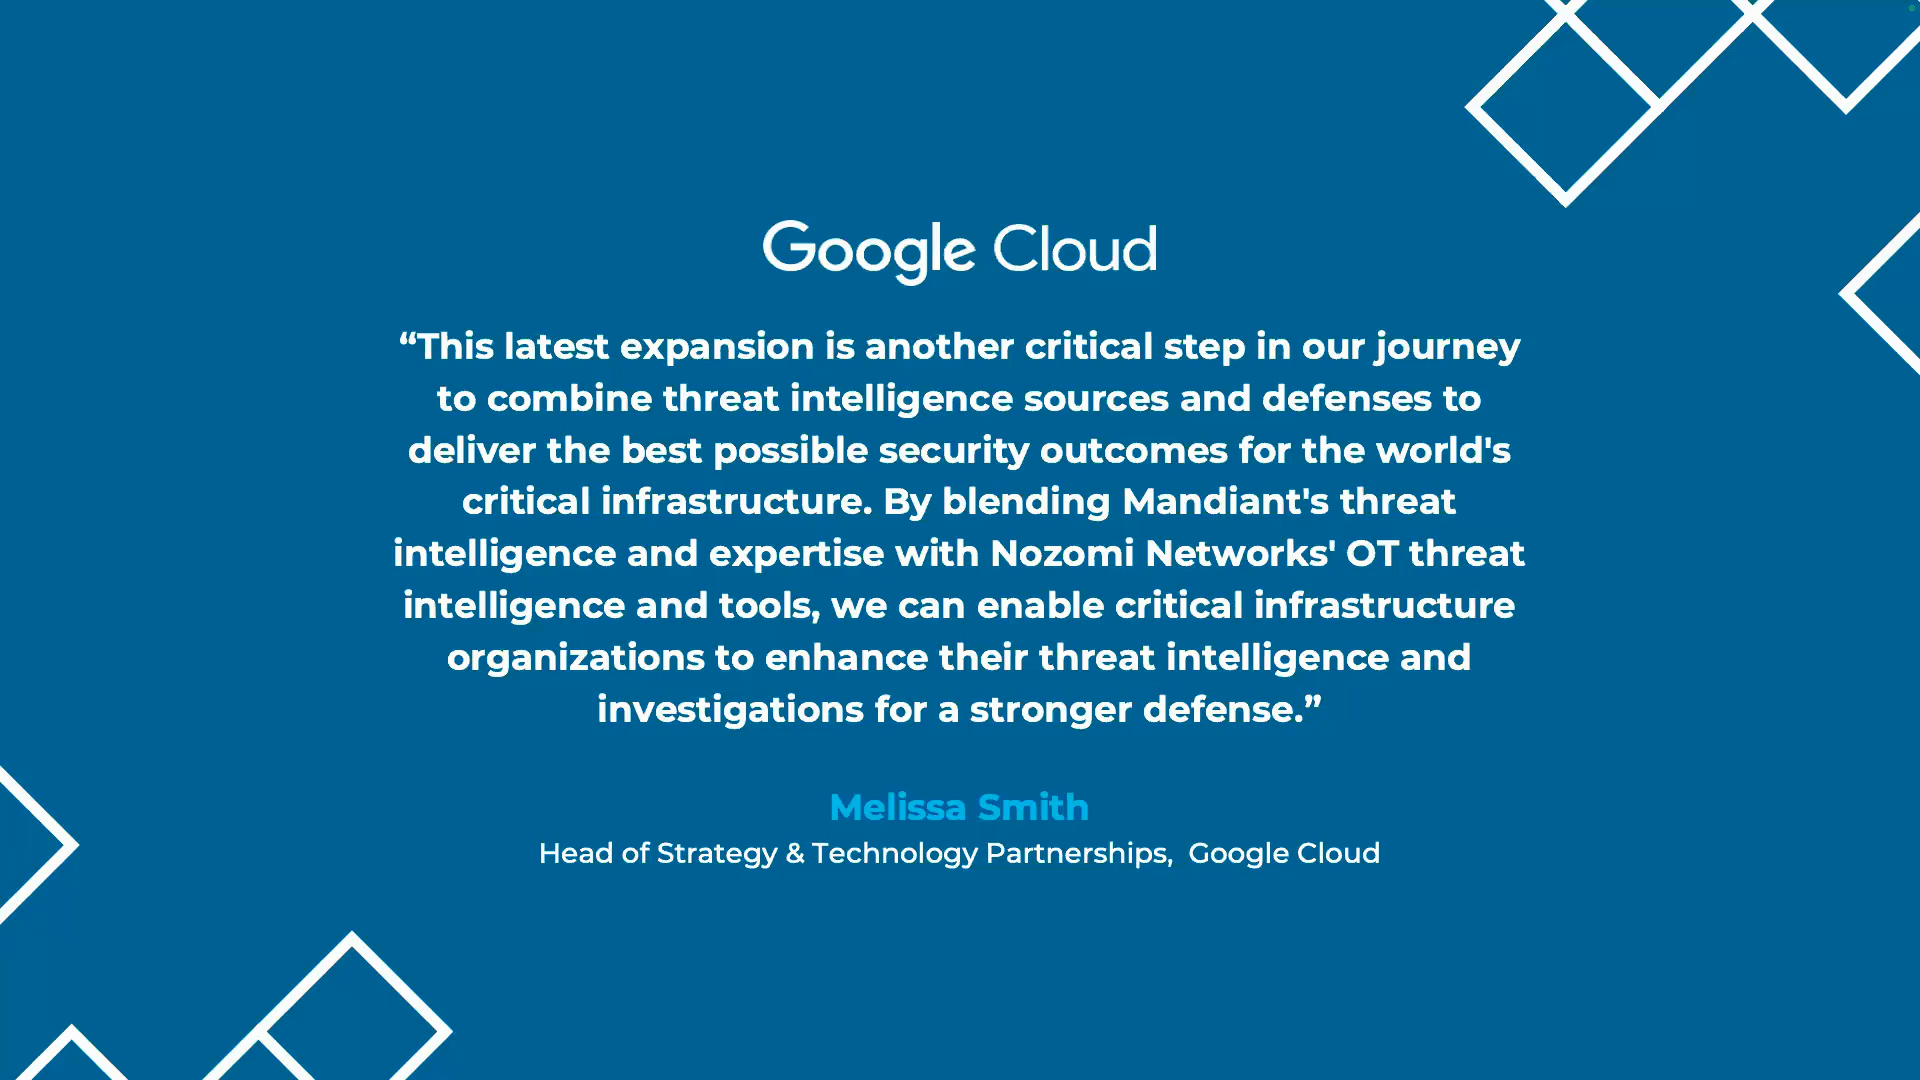 Google Cloud
“This latest expansion is another critical step in our journey
to combine threat intelligence sources and defenses to
deliver the best possible security outcomes for the world's
critical infrastructure. By blending Mandiant's threat
intelligence and expertise with Nozomi Networks' OT threat
intelligence and tools, we can enable critical infrastructure
organizations to enhance their threat intelligence and
investigations for a stronger defense.”
Melissa Smith
Head of Strategy & Technology Partnerships,  Google Cloud